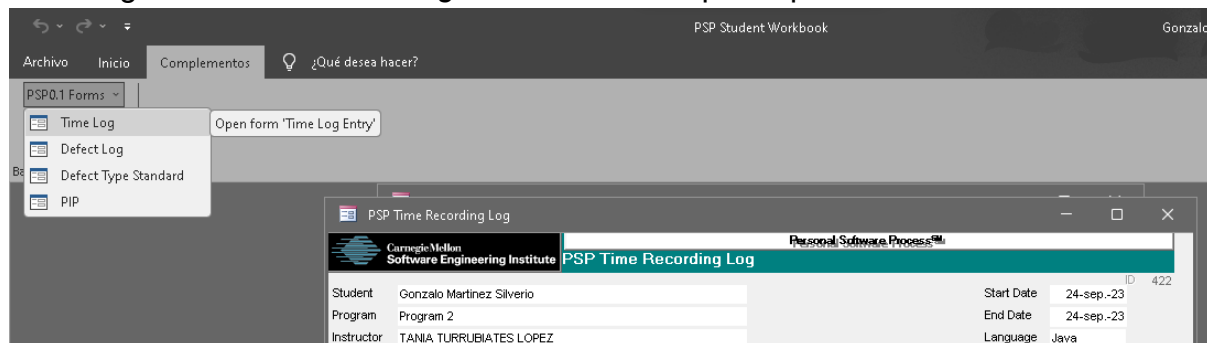 PSP Student Workbook Gonzalo
Archivo Inicio Complementos ¿Qué desea hacer?
PSP0.1 Forms
Time Log Open form 'Time Log Entry'
Defect Log
Defect Type Standard
PIP
PSP Time Recording Log
Carnegie Mellon Personal Software Process
Software Engineering Institute PSP Time Recording Log
ID 422
Student Gonzalo Martinez Silverio Start Date 24-sep.-23
Program Program 2 End Date 24-sep.-23
Instructor TANIA TURRUBIATES LOPEZ Language Java